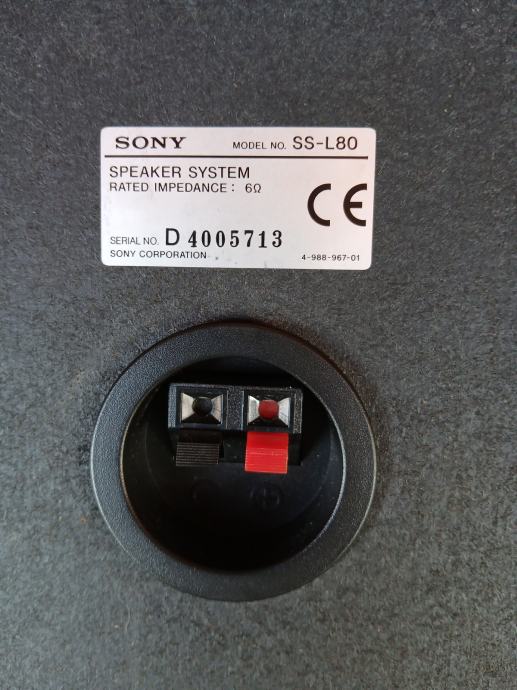 SONY MODEL NO. SS-L80
SPEAKER SYSTEM
RATED IMPEDANCE: 6Ω
CE
SERIAL NO. D 4005713
SONY CORPORATION 4-988-967-01